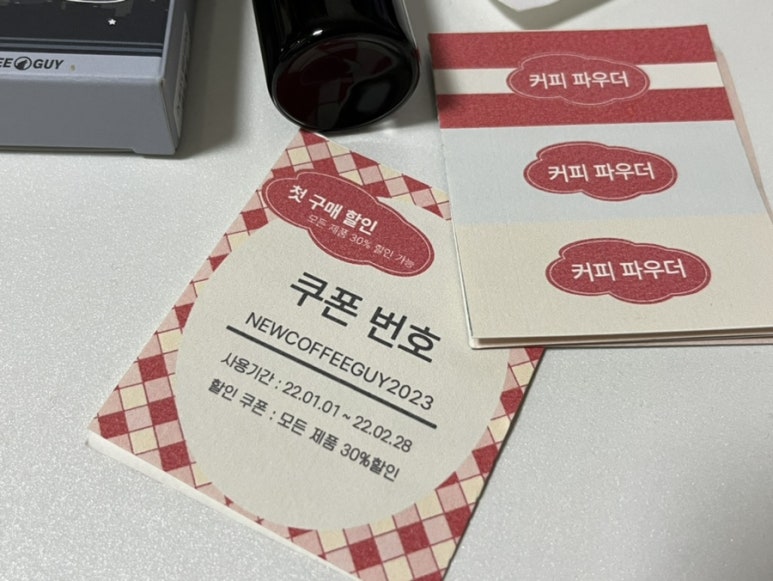 EE GUY
커피 파우더
커피 파우더
커피 파우더
첫 구매 할인
모든 제품 30% 할인 가능
쿠폰 번호
NEWCOFFEEGUY2023
사용기간 : 22.01.01 ~ 22.02.28
할인 쿠폰 : 모든 제품 30%할인